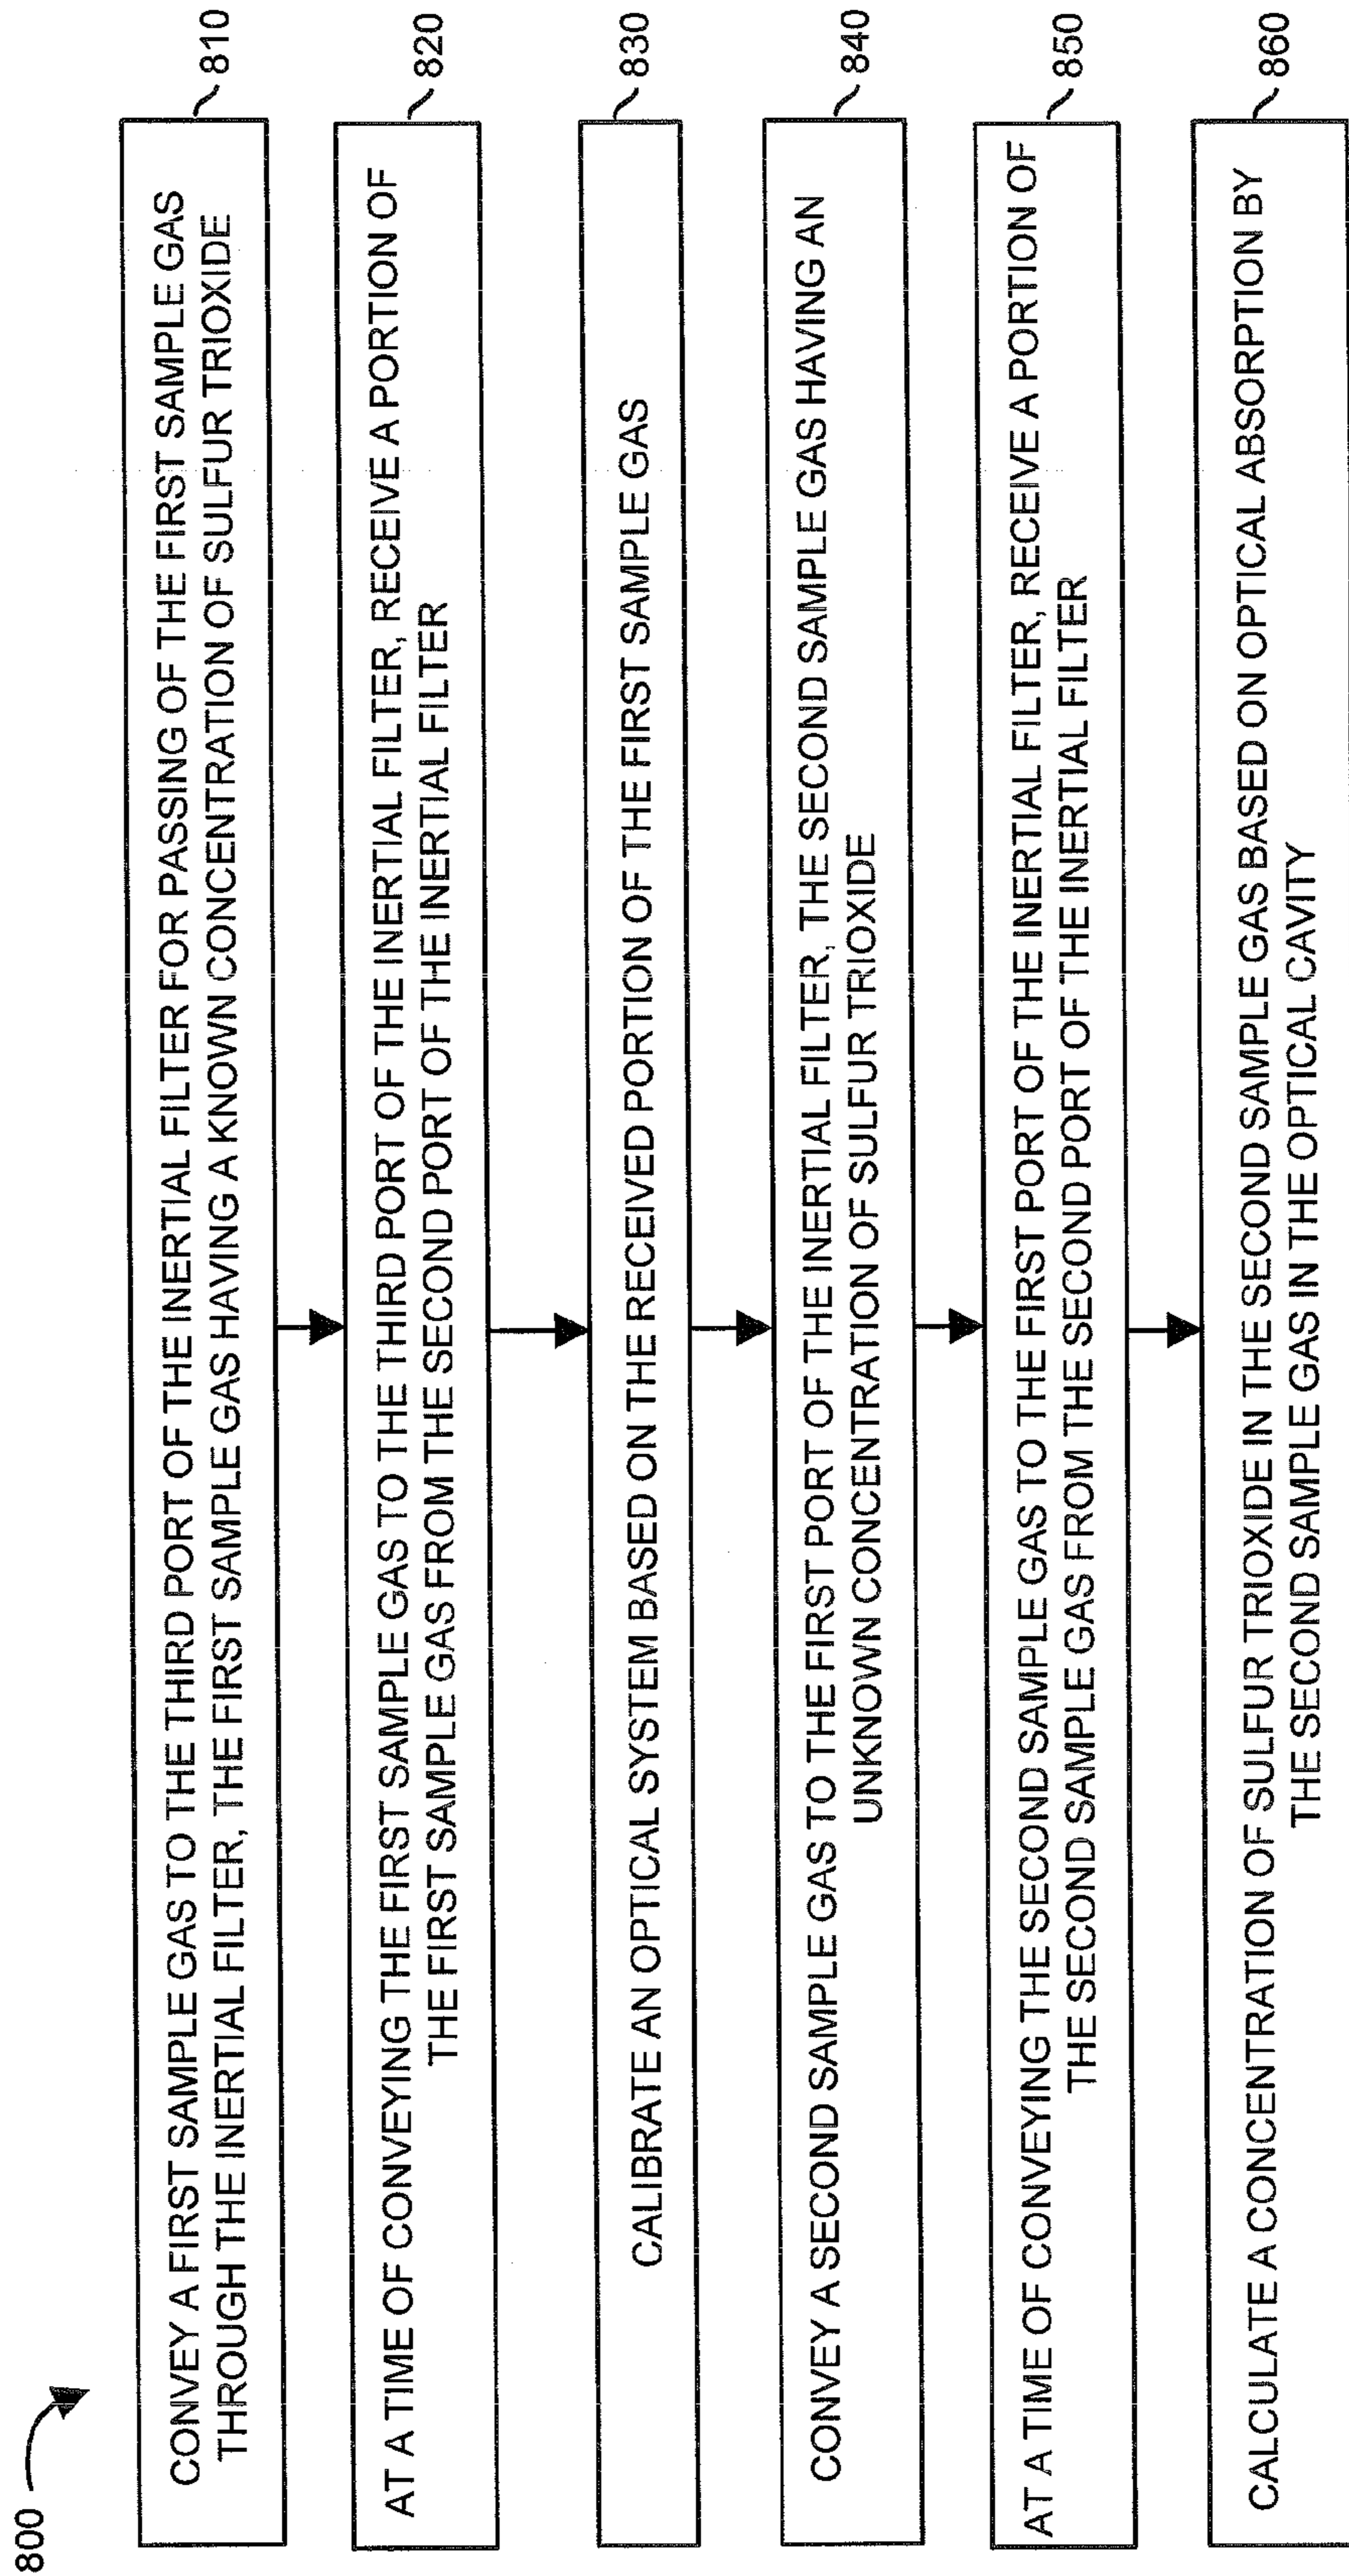 800
CONVEY A FIRST SAMPLE GAS TO THE THIRD PORT OF THE INERTIAL FILTER FOR PASSING OF THE FIRST SAMPLE GAS
THROUGH THE INERTIAL FILTER, THE FIRST SAMPLE GAS HAVING A KNOWN CONCENTRATION OF SULFUR TRIOXIDE
810
AT A TIME OF CONVEYING THE FIRST SAMPLE GAS TO THE THIRD PORT OF THE INERTIAL FILTER, RECEIVE A PORTION OF
THE FIRST SAMPLE GAS FROM THE SECOND PORT OF THE INERTIAL FILTER
820
CALIBRATE AN OPTICAL SYSTEM BASED ON THE RECEIVED PORTION OF THE FIRST SAMPLE GAS
830
CONVEY A SECOND SAMPLE GAS TO THE FIRST PORT OF THE INERTIAL FILTER, THE SECOND SAMPLE GAS HAVING AN
UNKNOWN CONCENTRATION OF SULFUR TRIOXIDE
840
AT A TIME OF CONVEYING THE SECOND SAMPLE GAS TO THE FIRST PORT OF THE INERTIAL FILTER, RECEIVE A PORTION OF
THE SECOND SAMPLE GAS FROM THE SECOND PORT OF THE INERTIAL FILTER
850
CALCULATE A CONCENTRATION OF SULFUR TRIOXIDE IN THE SECOND SAMPLE GAS BASED ON OPTICAL ABSORPTION BY
THE SECOND SAMPLE GAS IN THE OPTICAL CAVITY
860